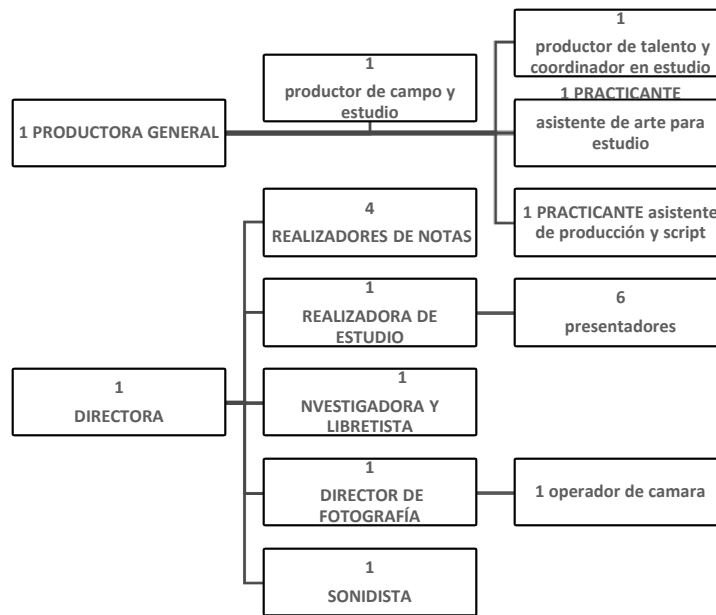 1
productor de talento y
coordinador en estudio
1
productor de campo y
estudio
1 PRODUCTORA GENERAL
1 PRACTICANTE
asistente de arte para
estudio
1 PRACTICANTE asistente
de producción y script
4
REALIZADORES DE NOTAS
1
REALIZADORA DE
ESTUDIO
6
presentadores
1
DIRECTORA
1
NVESTIGADORA Y
LIBRETISTA
1
DIRECTOR DE
FOTOGRAFÍA
1 operador de camara
1
SONIDISTA